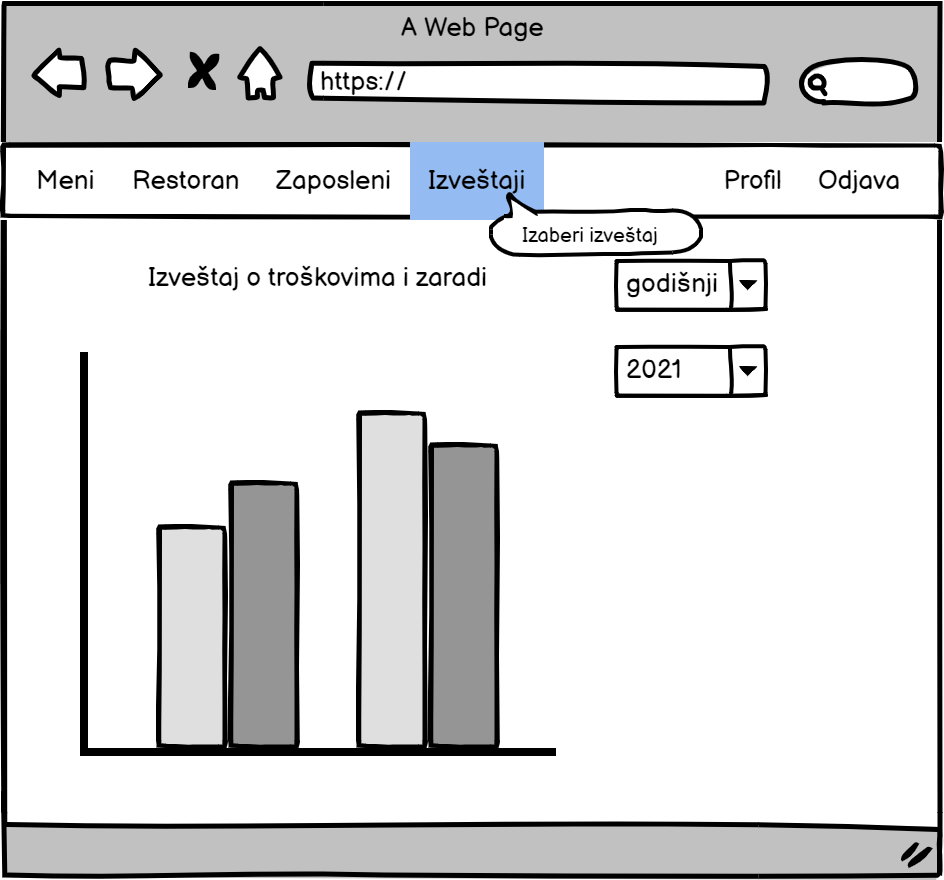 A Web Page
https://
Meni Restoran Zaposleni Izveštaji Profil Odjava
Izaberi izveštaj
Izveštaj o troškovima i zaradi
godišnji
2021